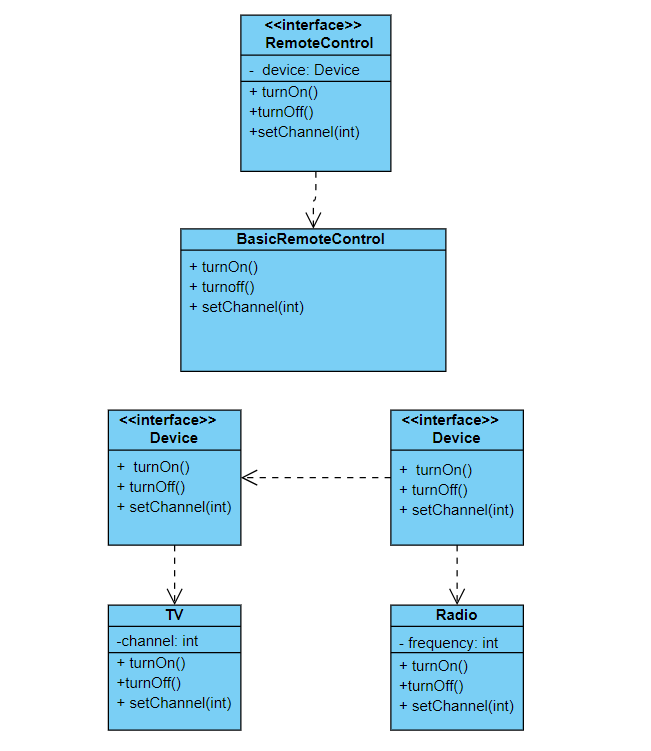 <<interface>>
RemoteControl
-  device: Device
+ turnOn()
+turnOff()
+setChannel(int)
BasicRemoteControl
+ turnOn()
+ turnoff()
+ setChannel(int)
<<interface>>
Device
+  turnOn()
+ turnOff()
+ setChannel(int)
<<interface>>
Device
+  turnOn()
+ turnOff()
+ setChannel(int)
TV
-channel: int
+ turnOn()
+turnOff()
+ setChannel(int)
Radio
- frequency: int
+ turnOn()
+turnOff()
+ setChannel(int)